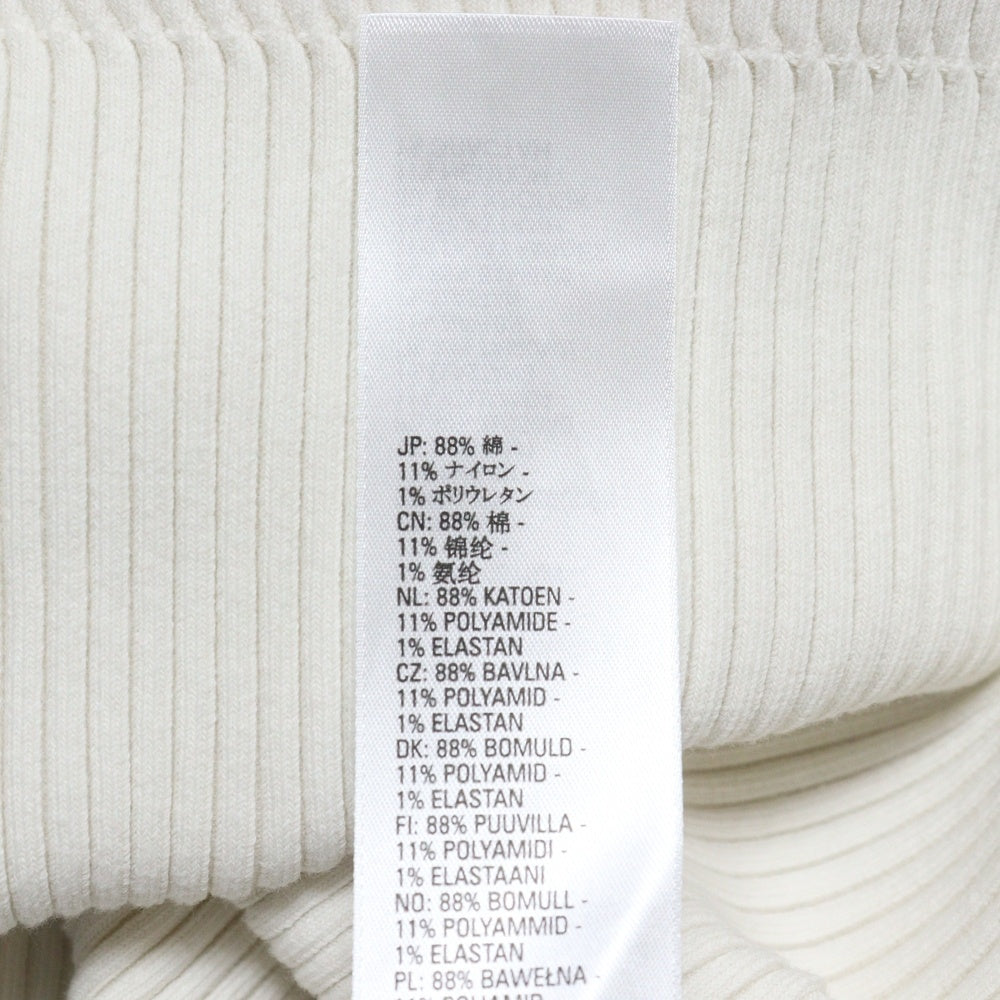 JP: 88% 綿 -
11% ナイロン -
1% ポリウレタン
CN: 88% 棉 -
11% 锦纶 -
1% 氨纶
NL: 88% KATOEN -
11% POLYAMIDE -
1% ELASTAN
CZ: 88% BAVLNA -
11% POLYAMID -
1% ELASTAN
DK: 88% BOMULD -
11% POLYAMID -
1% ELASTAN
FI: 88% PUUVILLA -
11% POLYAMIDI -
1% ELASTAANI
NO: 88% BOMULL -
11% POLYAMMID -
1% ELASTAN
PL: 88% BAWEŁNA -
11% POLYAMID